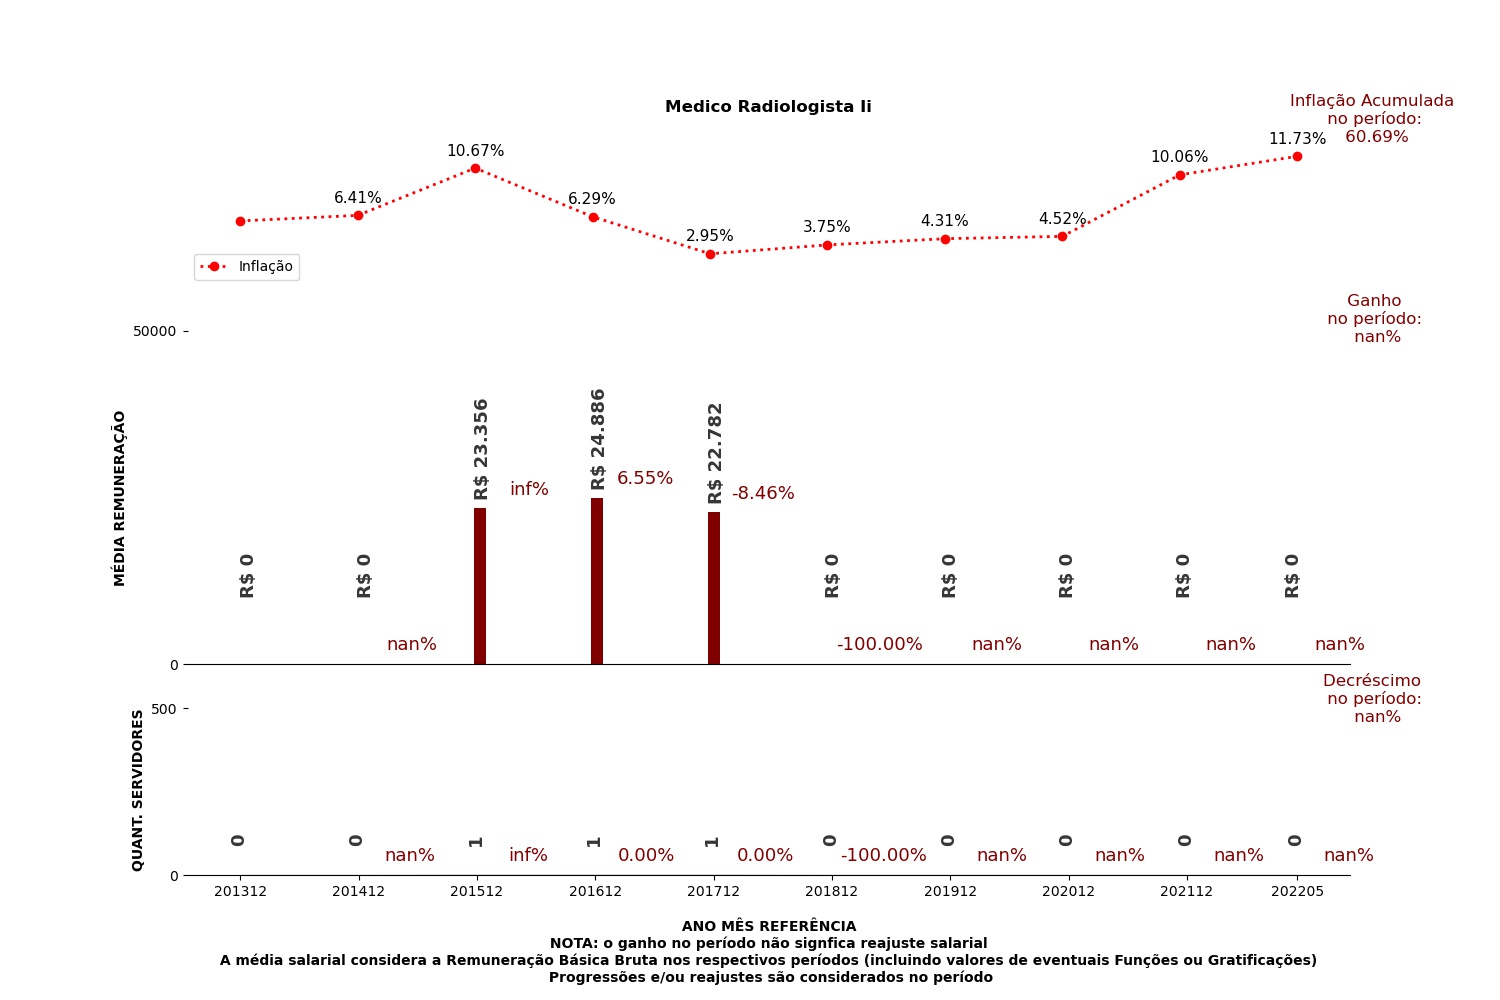 Medico Radiologista Ii
Inflação Acumulada
no período:
60.69%
6.41%
10.67%
6.29%
2.95%
3.75%
4.31%
4.52%
10.06%
11.73%
Inflação
Ganho
no período:
nan%
50000
0
MÉDIA REMUNERAÇÃO
R$ 0
R$ 0
R$ 23.356
R$ 24.886
R$ 22.782
R$ 0
R$ 0
R$ 0
R$ 0
R$ 0
nan%
inf%
6.55%
-8.46%
-100.00%
nan%
nan%
nan%
nan%
Decréscimo
no período:
nan%
500
0
QUANT. SERVIDORES
0
0
1
1
1
0
0
0
0
0
nan%
inf%
0.00%
0.00%
-100.00%
nan%
nan%
nan%
nan%
201312
201412
201512
201612
201712
201812
201912
202012
202112
202205
ANO MÊS REFERÊNCIA
NOTA: o ganho no período não signfica reajuste salarial
A média salarial considera a Remuneração Básica Bruta nos respectivos períodos (incluindo valores de eventuais Funções ou Gratificações)
Progressões e/ou reajustes são considerados no período